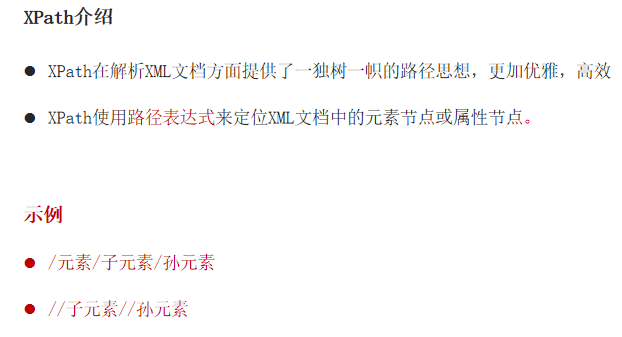 XPath介绍
● XPath在解析XML文档方面提供了一独树一帜的路径思想，更加优雅，高效
● XPath使用路径表达式来定位XML文档中的元素节点或属性节点。
示例
● /元素/子元素/孙元素
● //子元素//孙元素